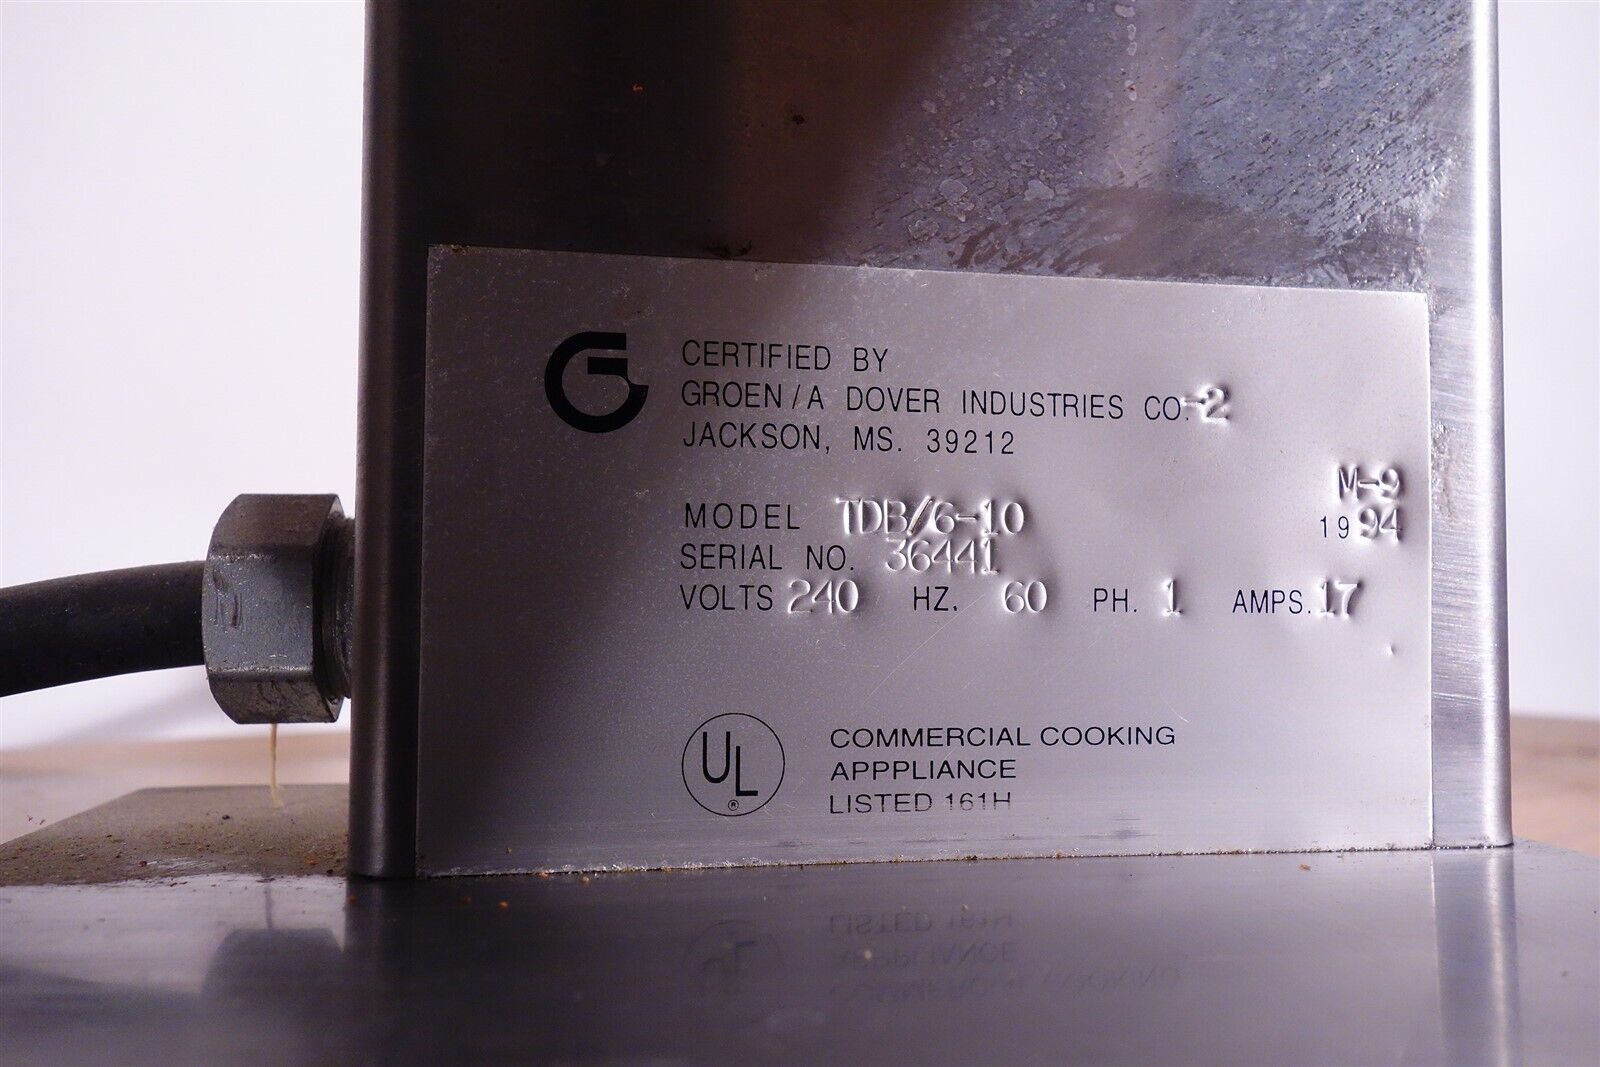 CERTIFIED BY
GROEN / A DOVER INDUSTRIES CO.-2
JACKSON, MS. 39212
M-9
MODEL TDB/6-10 1994
SERIAL NO. 36441
VOLTS 240 HZ. 60 PH. 1 AMPS. 17
UL ®
COMMERCIAL COOKING
APPPLIANCE
LISTED 161H